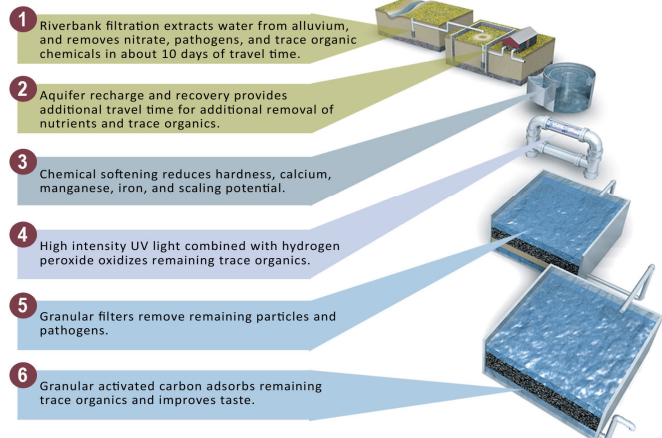 1
Riverbank filtration extracts water from alluvium,
and removes nitrate, pathogens, and trace organic
chemicals in about 10 days of travel time.
2
Aquifer recharge and recovery provides
additional travel time for additional removal of
nutrients and trace organics.
3
Chemical softening reduces hardness, calcium,
manganese, iron, and scaling potential.
4
High intensity UV light combined with hydrogen
peroxide oxidizes remaining trace organics.
5
Granular filters remove remaining particles and
pathogens.
6
Granular activated carbon adsorbs remaining
trace organics and improves taste.